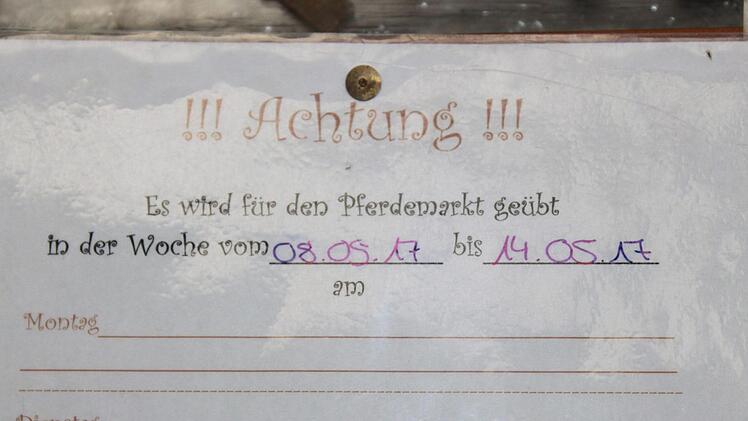 !!! Achtung !!!
Es wird für den Pferdemarkt geübt
in der Woche vom 08.05.17 bis 14.05.17
am
Montag
Dienstag